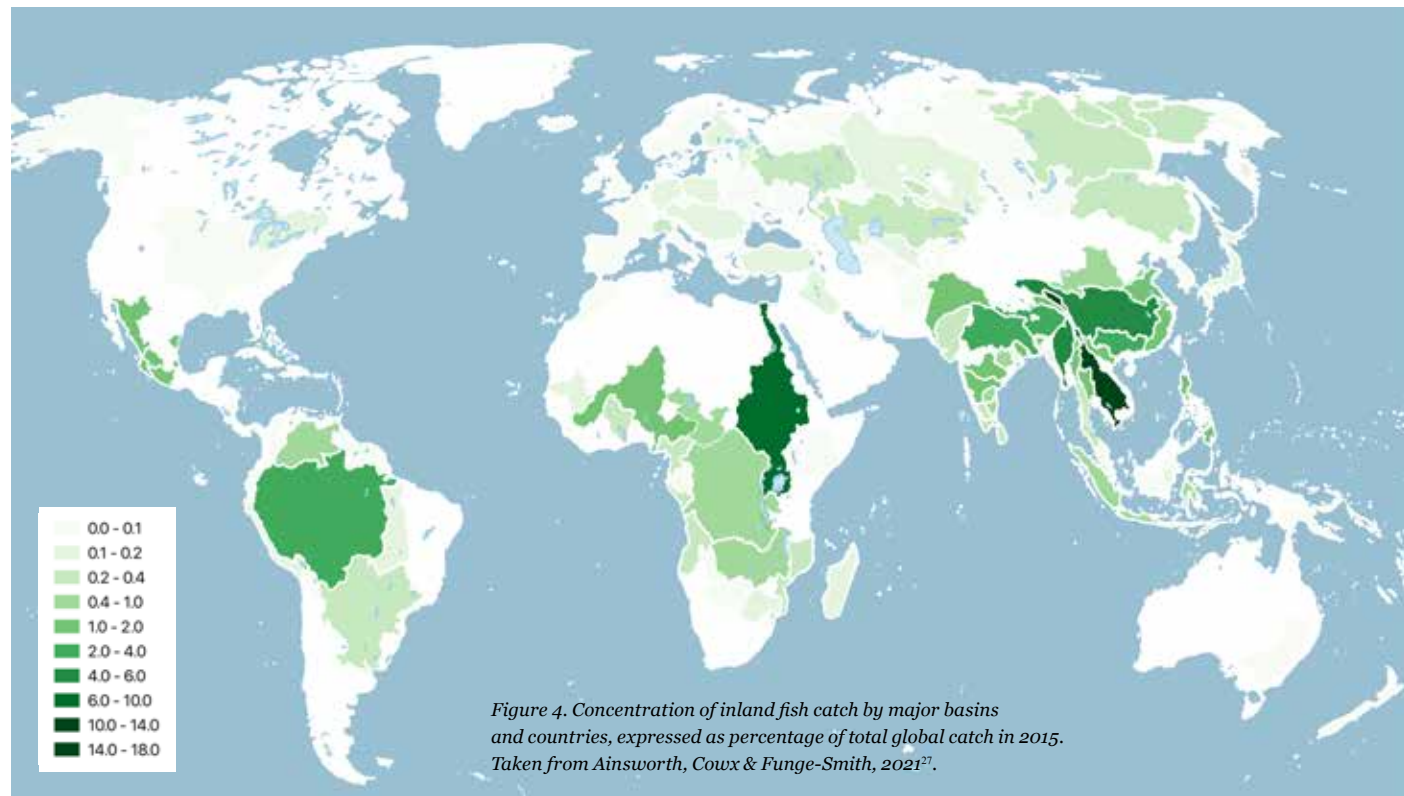 0.0 - 0.1
0.1 - 0.2
0.2 - 0.4
0.4 - 1.0
1.0 - 2.0
2.0 - 4.0
4.0 - 6.0
6.0 - 10.0
10.0 - 14.0
14.0 - 18.0
Figure 4. Concentration of inland fish catch by major basins
and countries, expressed as percentage of total global catch in 2015.
Taken from Ainsworth, Cowx & Funge-Smith, 2021²⁷.